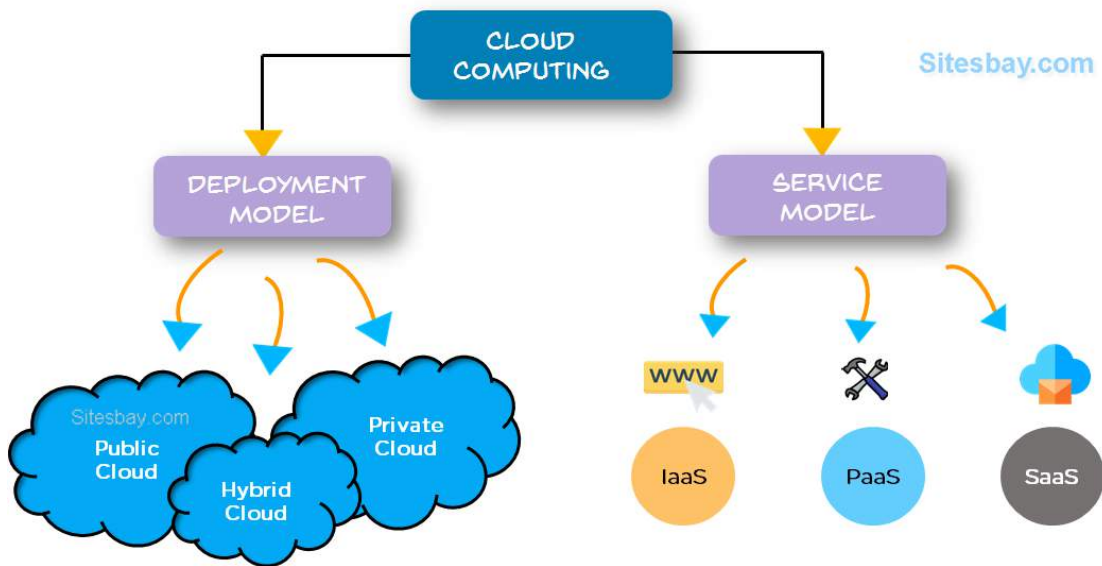 CLOUD
COMPUTING
Sitesbay.com
DEPLOYMENT
MODEL
SERVICE
MODEL
Sitesbay.com
Public
Cloud
Hybrid
Cloud
Private
Cloud
WWW
IaaS
PaaS
SaaS